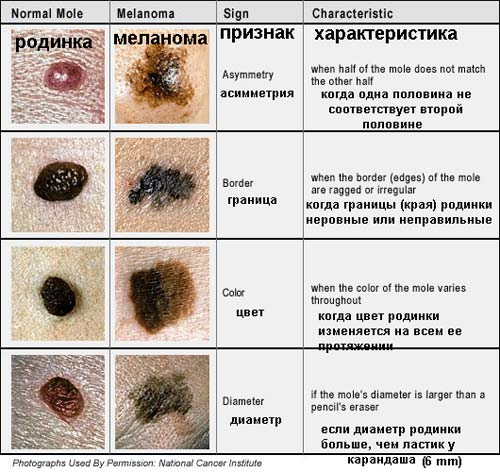 Normal Mole Melanoma Sign Characteristic
родинка меланома признак характеристика
Asymmetry
асимметрия
when half of the mole does not match
the other half
когда одна половина не
соответствует второй
половине
Border
граница
when the border (edges) of the mole
are ragged or irregular
когда границы (края) родинки
неровные или неправильные
Color
цвет
when the color of the mole varies
throughout
когда цвет родинки
изменяется на всем ее
протяжении
Diameter
диаметр
if the mole's diameter is larger than a
pencil's eraser
если диаметр родинки
больше, чем ластик у
карандаша (6 mm)
Photographs Used By Permission: National Cancer Institute